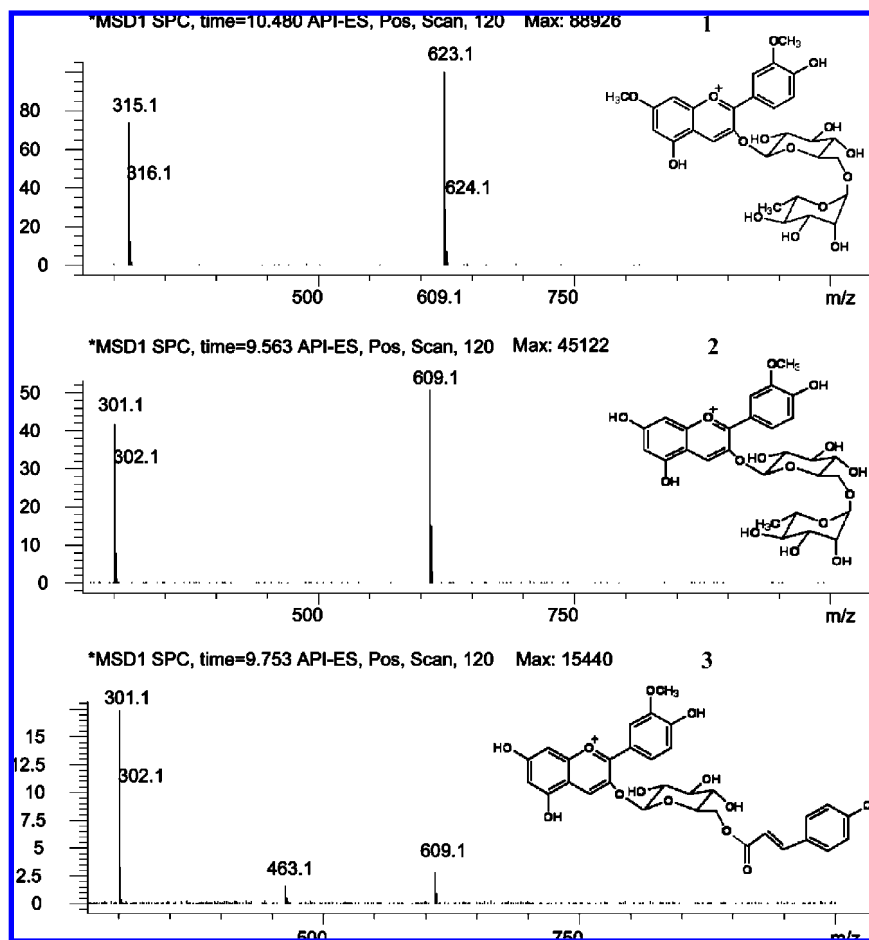 *MSD1 SPC, time=10.480 API-ES, Pos, Scan, 120 Max: 88926 1
623.1
315.1
316.1
624.1
80
60
40
20
0
500 609.1 750 m/z
OCH3
OH
H3CO
O+
OH
O
HO
OH
O
OH
O
H3C
O
HO
HO
OH
*MSD1 SPC, time=9.563 API-ES, Pos, Scan, 120 Max: 45122 2
609.1
301.1
302.1
50
40
30
20
10
0
500 750 m/z
OCH3
OH
HO
O+
OH
O
HO
OH
O
HO
O
H3C
O
HO
HO
OH
*MSD1 SPC, time=9.753 API-ES, Pos, Scan, 120 Max: 15440 3
301.1
302.1
463.1
609.1
15
12.5
10
7.5
5
2.5
0
500 750 m/z
OCH3
OH
HO
O+
OH
O
HO
OH
O
HO
O
O